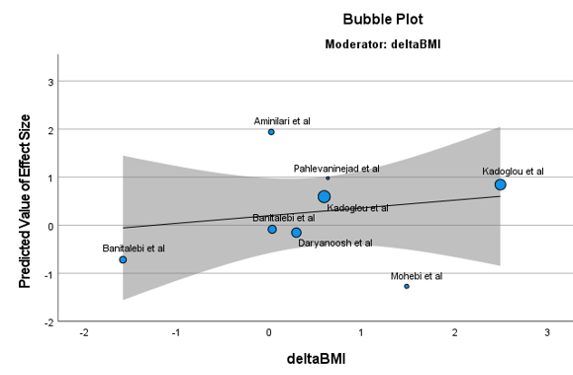 Bubble Plot
Moderator: deltaBMI
Predicted Value of Effect Size
3
2
1
0
-1
-2
Aminilari et al
Pahlevaninejad et al
Kadoglou et al
Kadoglou et al
Banitalebi et al
Daryanoosh et al
Banitalebi et al
Mohebi et al
-2
-1
0
1
2
3
deltaBMI